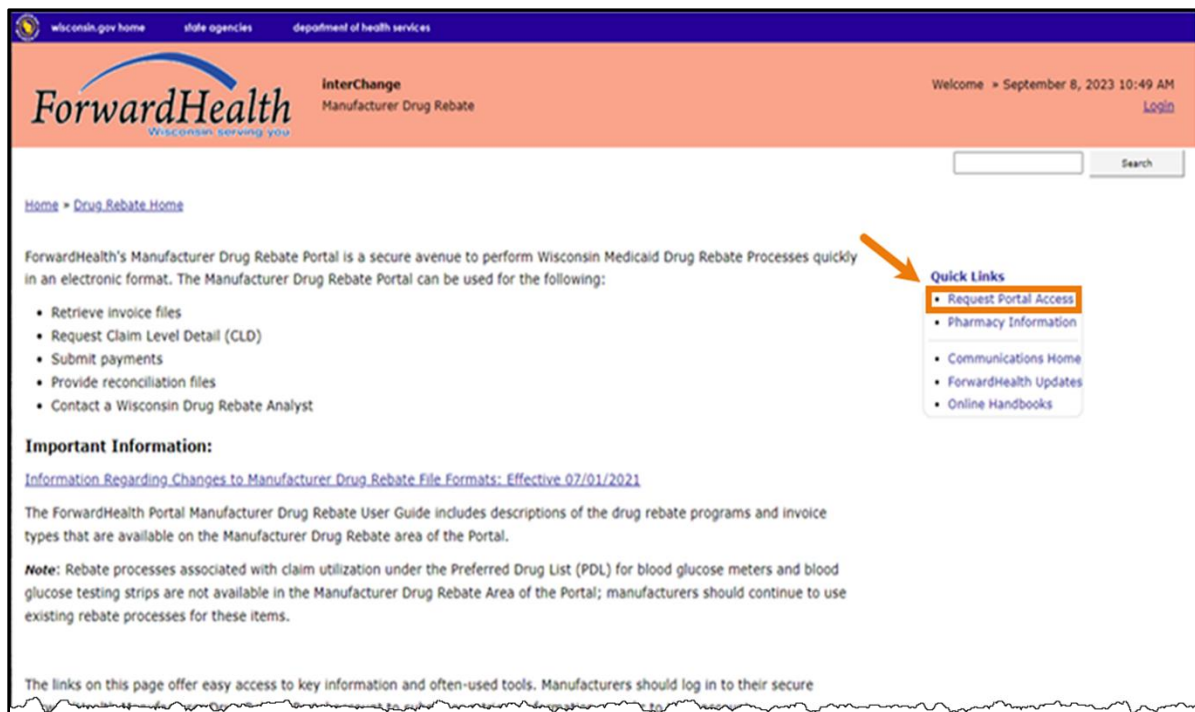 wisconsin.gov home state agencies department of health services
ForwardHealth
Wisconsin serving you
interChange
Manufacturer Drug Rebate
Welcome » September 8, 2023 10:49 AM
Login
Search
Home » Drug Rebate Home
ForwardHealth's Manufacturer Drug Rebate Portal is a secure avenue to perform Wisconsin Medicaid Drug Rebate Processes quickly
in an electronic format. The Manufacturer Drug Rebate Portal can be used for the following:
• Retrieve invoice files
• Request Claim Level Detail (CLD)
• Submit payments
• Provide reconciliation files
• Contact a Wisconsin Drug Rebate Analyst
Quick Links
• Request Portal Access
• Pharmacy Information
• Communications Home
• ForwardHealth Updates
• Online Handbooks
Important Information:
Information Regarding Changes to Manufacturer Drug Rebate File Formats: Effective 07/01/2021
The ForwardHealth Portal Manufacturer Drug Rebate User Guide includes descriptions of the drug rebate programs and invoice
types that are available on the Manufacturer Drug Rebate area of the Portal.
Note: Rebate processes associated with claim utilization under the Preferred Drug List (PDL) for blood glucose meters and blood
glucose testing strips are not available in the Manufacturer Drug Rebate Area of the Portal; manufacturers should continue to use
existing rebate processes for these items.
The links on this page offer easy access to key information and often-used tools. Manufacturers should log in to their secure